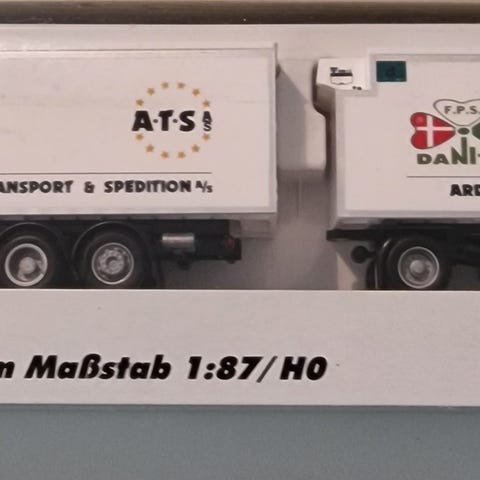 A·T·S A/S
ANSPORT & SPEDITION A/S
F.P.S.
DANI
ARD
m Maßstab 1:87/H0